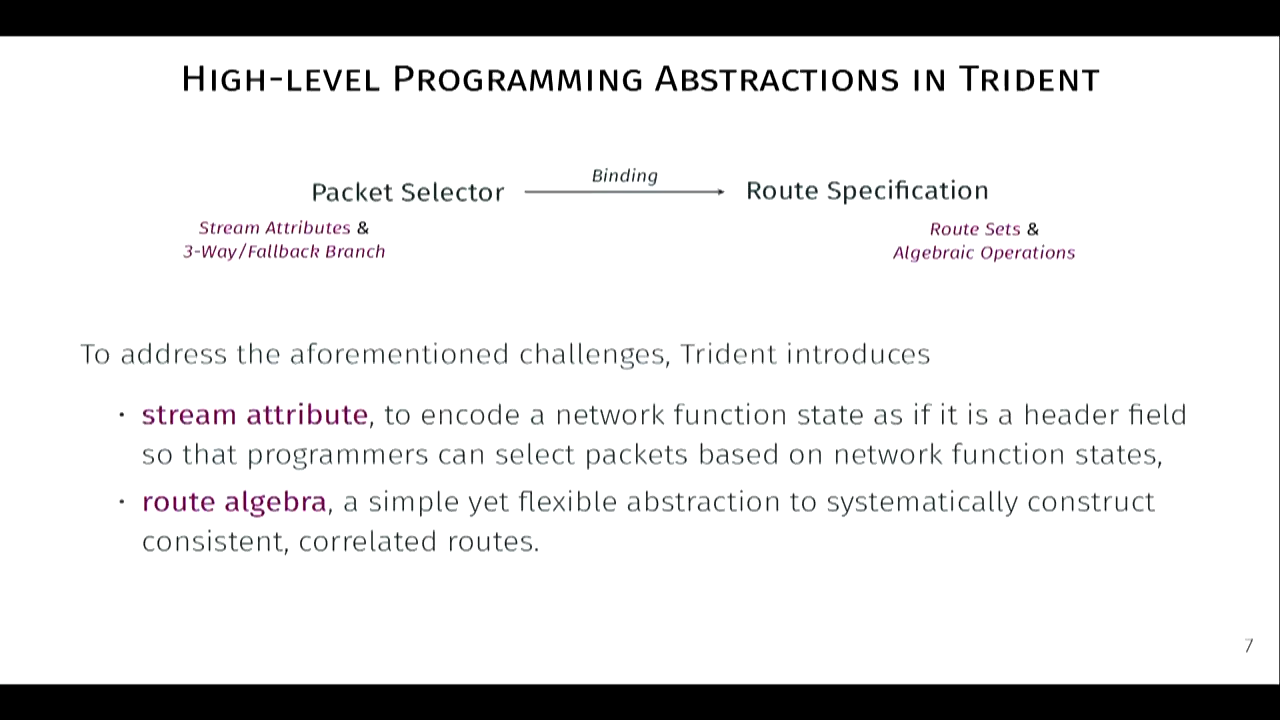 High-level Programming Abstractions in Trident
Binding
Packet Selector
Route Specification
Stream Attributes &
3-Way/Fallback Branch
Route Sets &
Algebraic Operations
To address the aforementioned challenges, Trident introduces
· stream attribute, to encode a network function state as if it is a header field
so that programmers can select packets based on network function states,
· route algebra, a simple yet flexible abstraction to systematically construct
consistent, correlated routes.
7